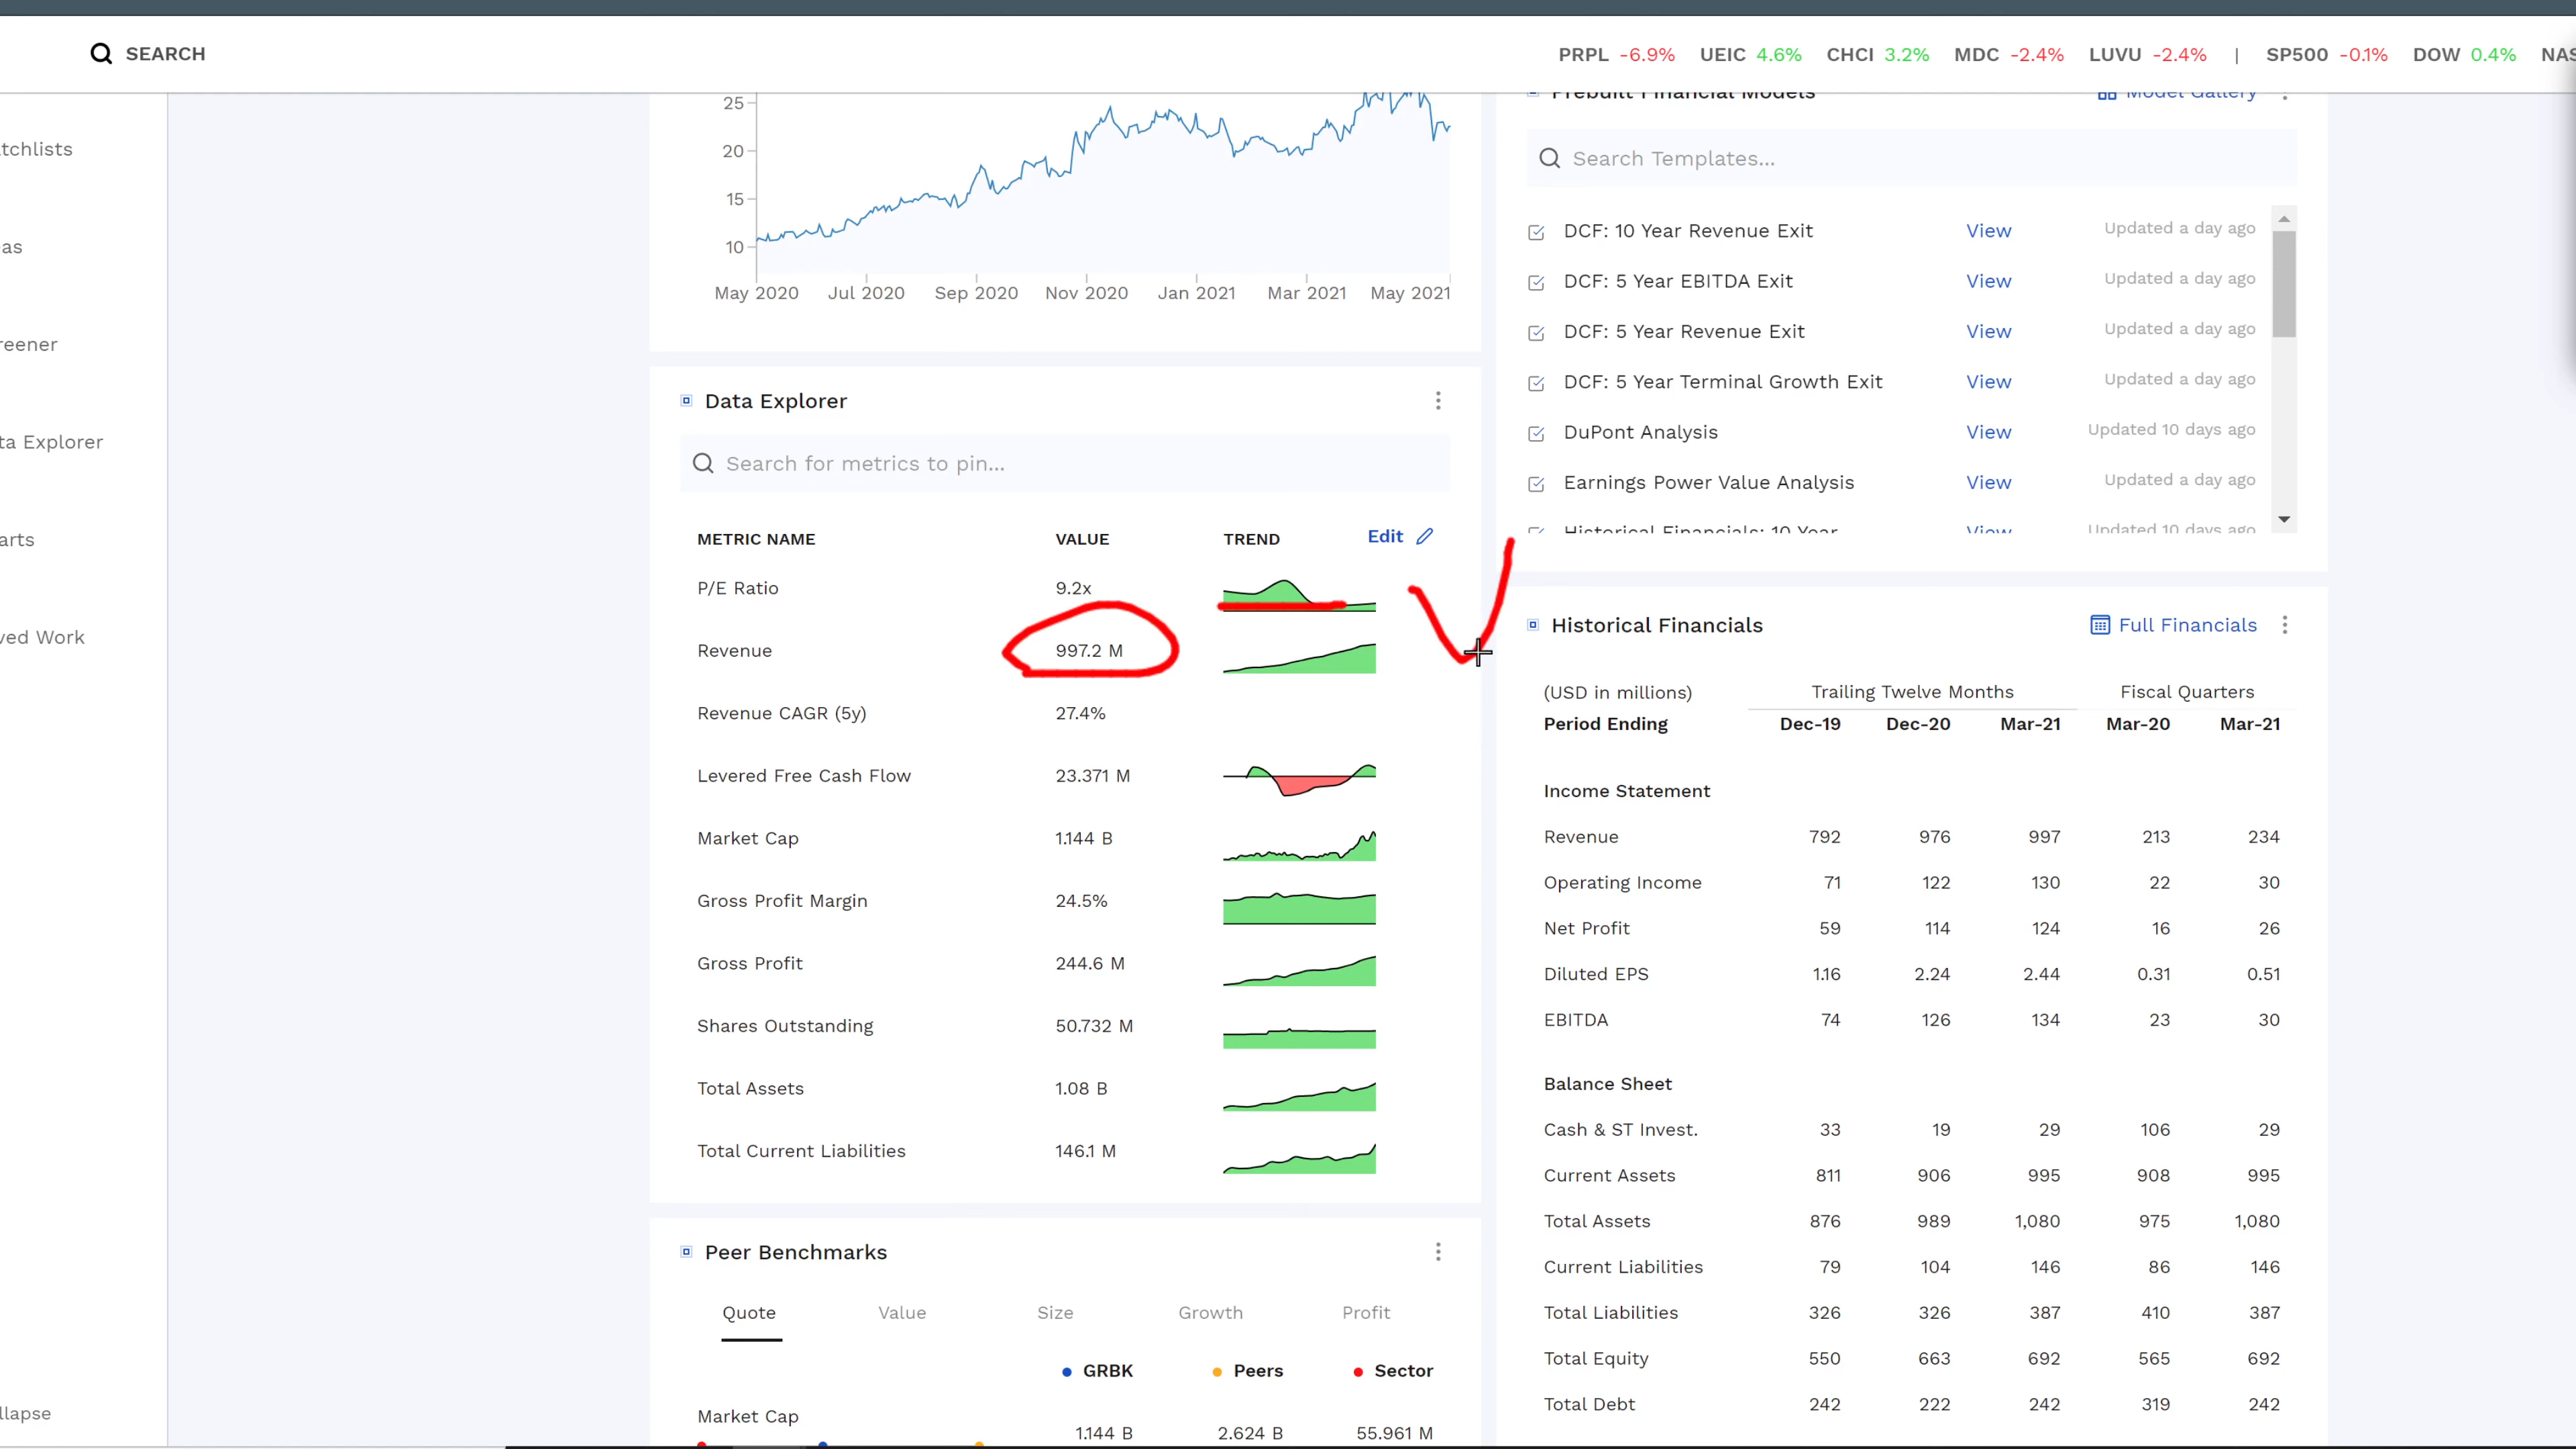 SEARCH
PRPL -6.9% UEIC 4.6% CHCI 3.2% MDC -2.4% LUVU -2.4% | SP500 -0.1% DOW 0.4% NAS
tchlists
as
reener
ta Explorer
arts
ved Work
llapse
25
20
15
10
May 2020 Jul 2020 Sep 2020 Nov 2020 Jan 2021 Mar 2021 May 2021
Data Explorer
Search for metrics to pin...
METRIC NAME VALUE TREND Edit
P/E Ratio 9.2x
Revenue 997.2 M
Revenue CAGR (5y) 27.4%
Levered Free Cash Flow 23.371 M
Market Cap 1.144 B
Gross Profit Margin 24.5%
Gross Profit 244.6 M
Shares Outstanding 50.732 M
Total Assets 1.08 B
Total Current Liabilities 146.1 M
Peer Benchmarks
Quote Value Size Growth Profit
GRBK Peers Sector
Market Cap
1.144 B 2.624 B 55.961 M
Prebuilt Financial Models Model Gallery
Search Templates...
DCF: 10 Year Revenue Exit View Updated a day ago
DCF: 5 Year EBITDA Exit View Updated a day ago
DCF: 5 Year Revenue Exit View Updated a day ago
DCF: 5 Year Terminal Growth Exit View Updated a day ago
DuPont Analysis View Updated 10 days ago
Earnings Power Value Analysis View Updated a day ago
Historical Financials: 10 Year View Updated 10 days ago
Historical Financials Full Financials
(USD in millions) Trailing Twelve Months Fiscal Quarters
Period Ending Dec-19 Dec-20 Mar-21 Mar-20 Mar-21
Income Statement
Revenue 792 976 997 213 234
Operating Income 71 122 130 22 30
Net Profit 59 114 124 16 26
Diluted EPS 1.16 2.24 2.44 0.31 0.51
EBITDA 74 126 134 23 30
Balance Sheet
Cash & ST Invest. 33 19 29 106 29
Current Assets 811 906 995 908 995
Total Assets 876 989 1,080 975 1,080
Current Liabilities 79 104 146 86 146
Total Liabilities 326 326 387 410 387
Total Equity 550 663 692 565 692
Total Debt 242 222 242 319 242